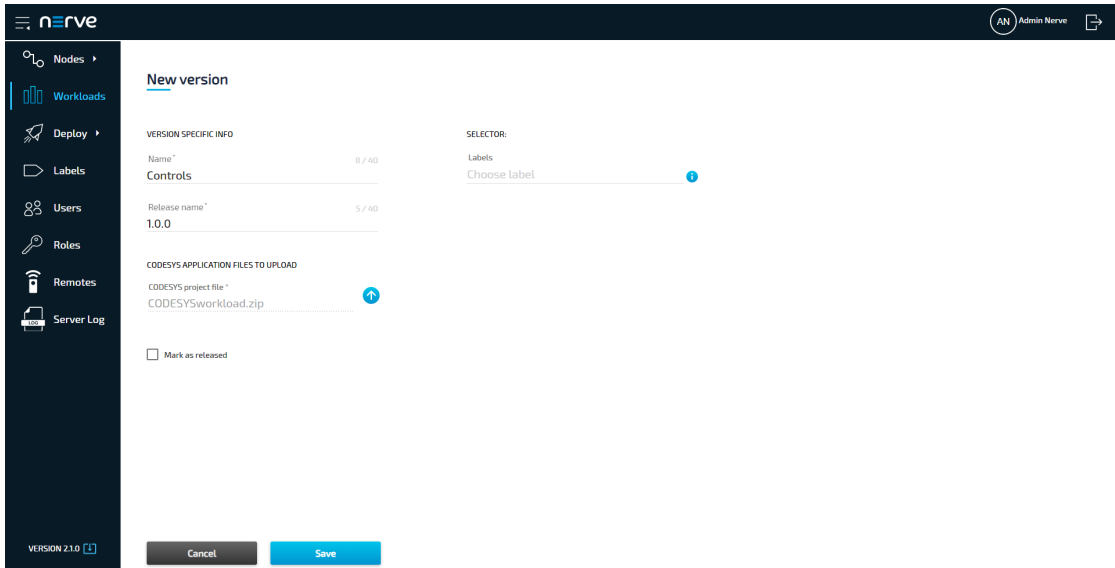 nerve
AN Admin Nerve
Nodes
Workloads
Deploy
Labels
Users
Roles
Remotes
LOG Server Log
VERSION 2.1.0
New version
VERSION SPECIFIC INFO
Name* 8 / 40
Controls
Release name* 5 / 40
1.0.0
CODESYS APPLICATION FILES TO UPLOAD
CODESYS project file *
CODESYSworkload.zip
Mark as released
SELECTOR:
Labels
Choose label
i
Cancel Save